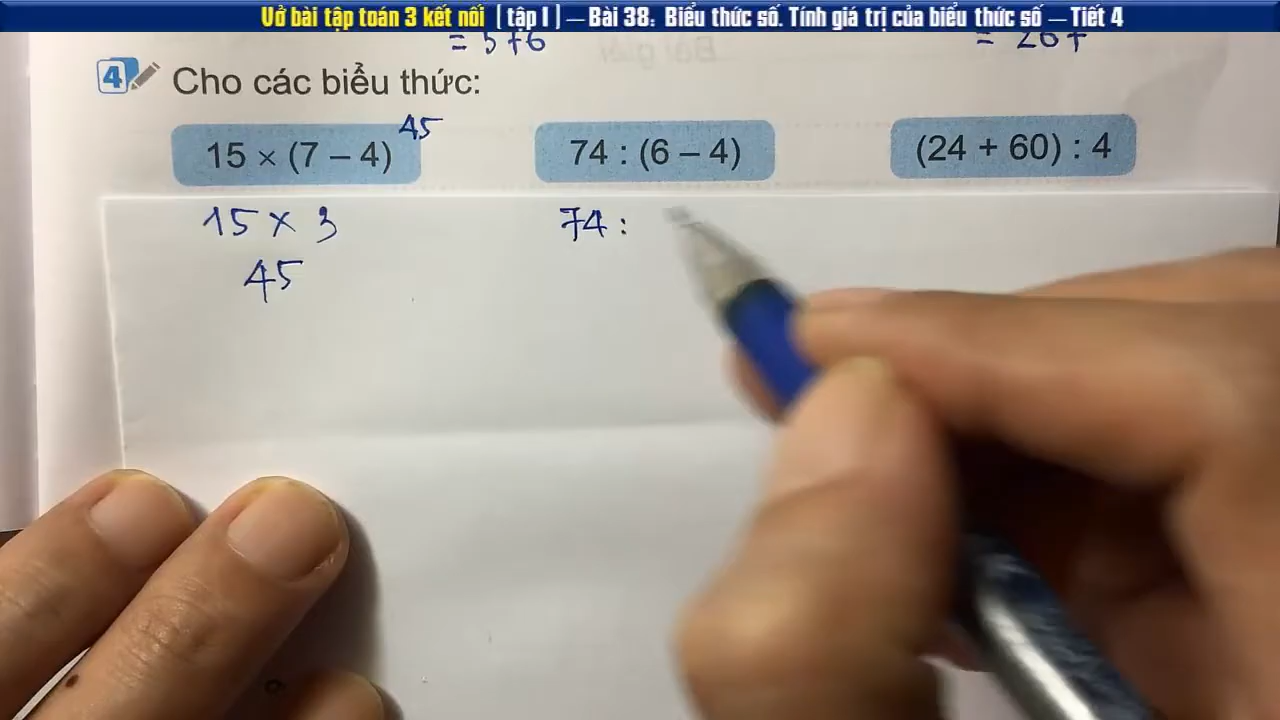 Vở bài tập toán 3 kết nối [ tập 1 ] – Bài 38: Biểu thức số. Tính giá trị của biểu thức số – Tiết 4
= 5 + 6
4 Cho các biểu thức:
15 × (7 – 4) 45
74 : (6 – 4)
(24 + 60) : 4
15 × 3
74 :
45